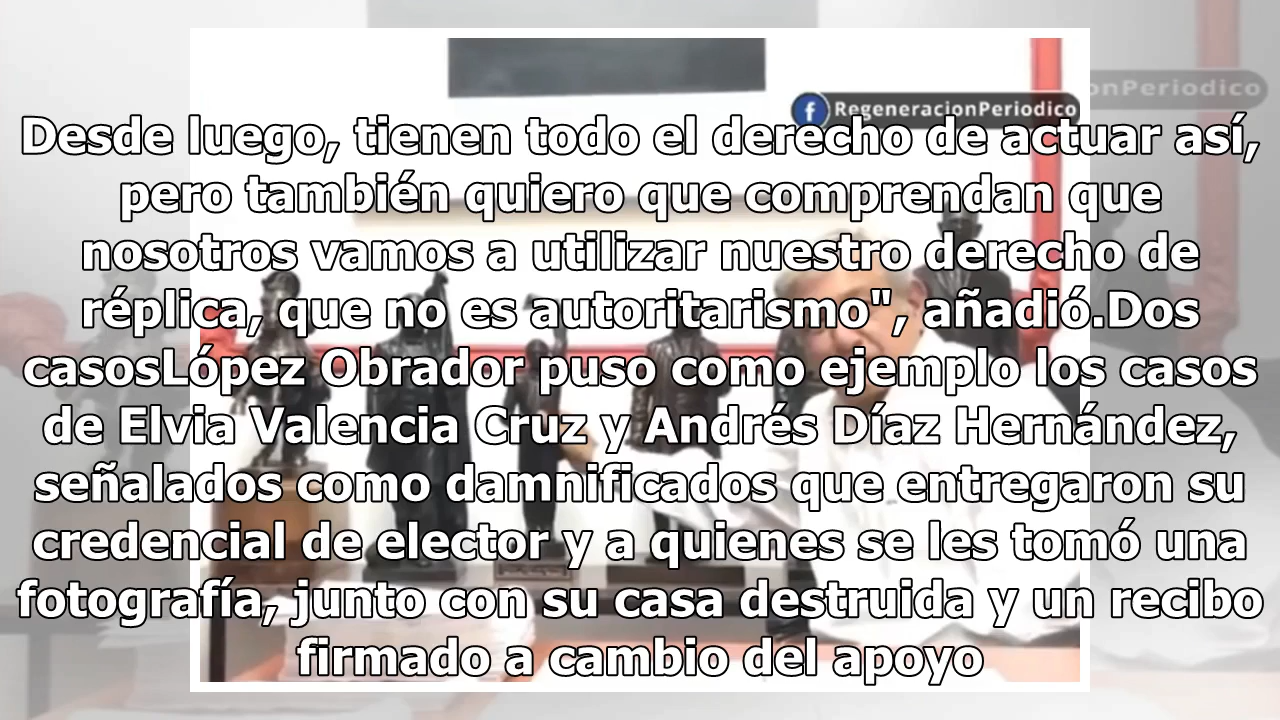 RegeneracionPeriodico
onPeriodico
Desde luego, tienen todo el derecho de actuar así,
pero también quiero que comprendan que
nosotros vamos a utilizar nuestro derecho de
réplica, que no es autoritarismo", añadió.Dos
casosLópez Obrador puso como ejemplo los casos
de Elvia Valencia Cruz y Andrés Díaz Hernández,
señalados como damnificados que entregaron su
credencial de elector y a quienes se les tomó una
fotografía, junto con su casa destruida y un recibo
firmado a cambio del apoyo